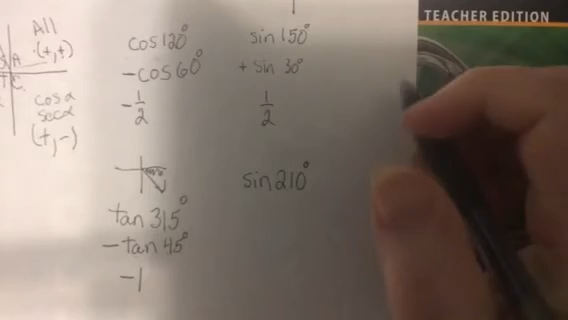 TEACHER EDITION
All
(+,+)
S A
T C
cos α
sec α
(+,-)
cos 120°
-cos 60°
-1/2
sin 150°
+ sin 30°
1/2
tan 315°
-tan 45°
-1
sin 210°